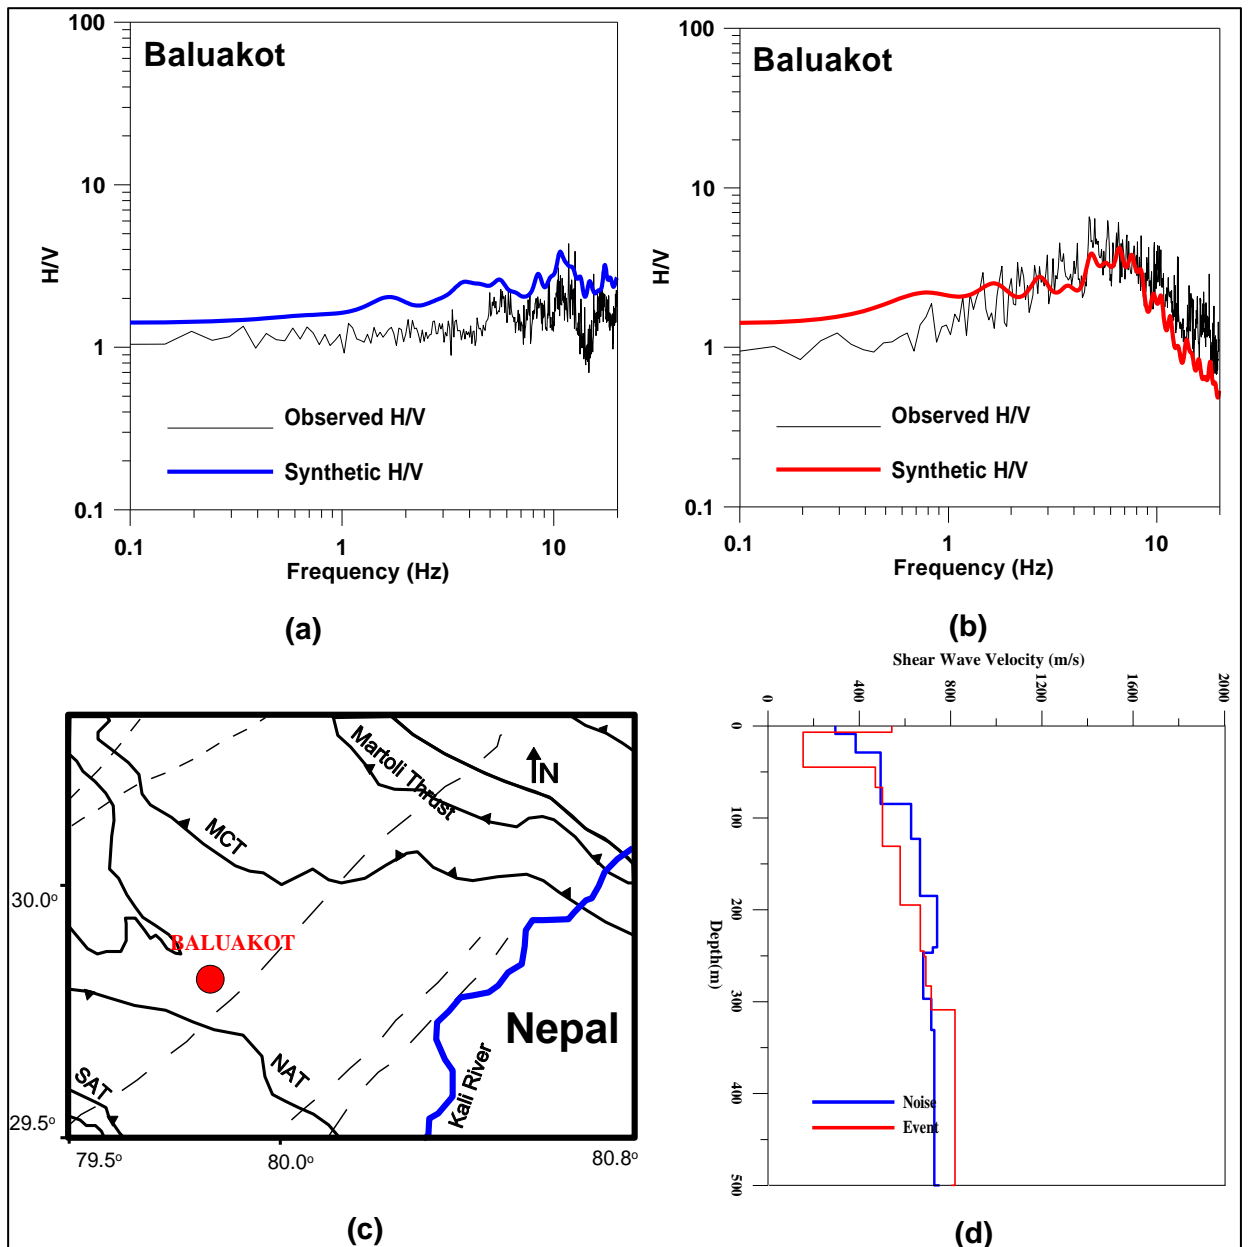 100
Baluakot
10
H/V
1
Observed H/V
Synthetic H/V
0.1
0.1
1
10
Frequency (Hz)
(a)
100
Baluakot
10
H/V
1
Observed H/V
Synthetic H/V
0.1
0.1
1
10
Frequency (Hz)
(b)
Martoli Thrust
N
MCT
30.0°
BALUAKOT
Nepal
NAT
SAT
Kali River
29.5°
79.5°
80.0°
80.8°
(c)
Shear Wave Velocity (m/s)
0
400
800
1200
1600
2000
0
100
200
Depth(m)
300
400
500
Noise
Event
(d)